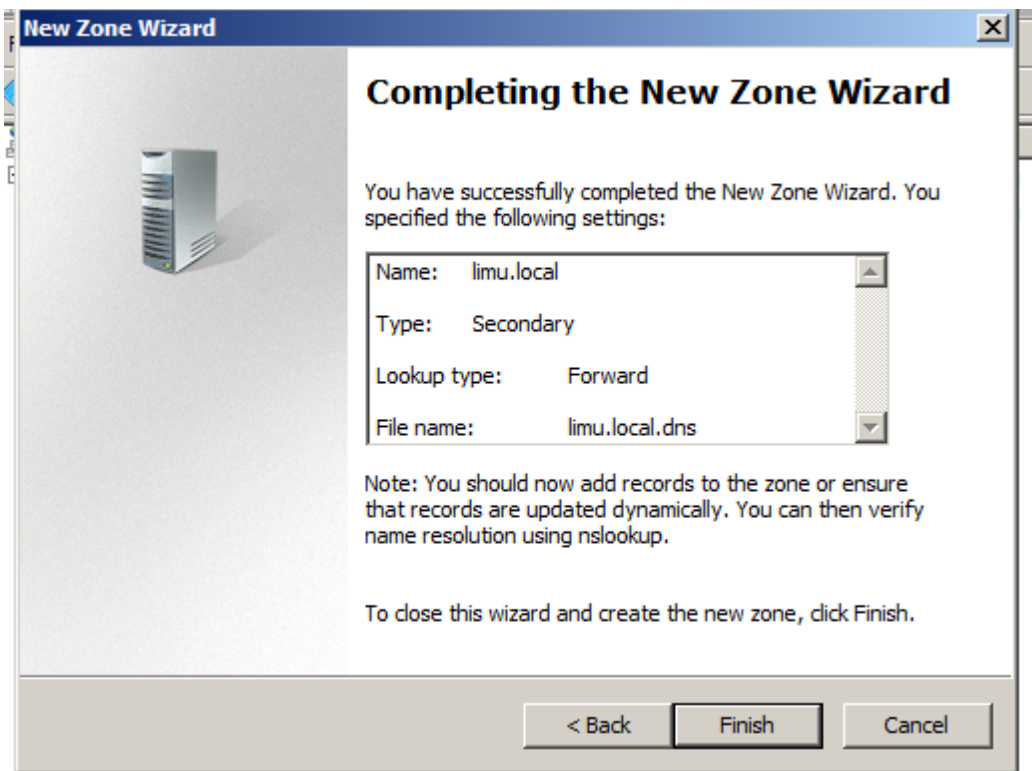 New Zone Wizard
Completing the New Zone Wizard
You have successfully completed the New Zone Wizard. You
specified the following settings:
Name: limu.local
Type: Secondary
Lookup type: Forward
File name: limu.local.dns
Note: You should now add records to the zone or ensure
that records are updated dynamically. You can then verify
name resolution using nslookup.
To close this wizard and create the new zone, click Finish.
< Back Finish Cancel